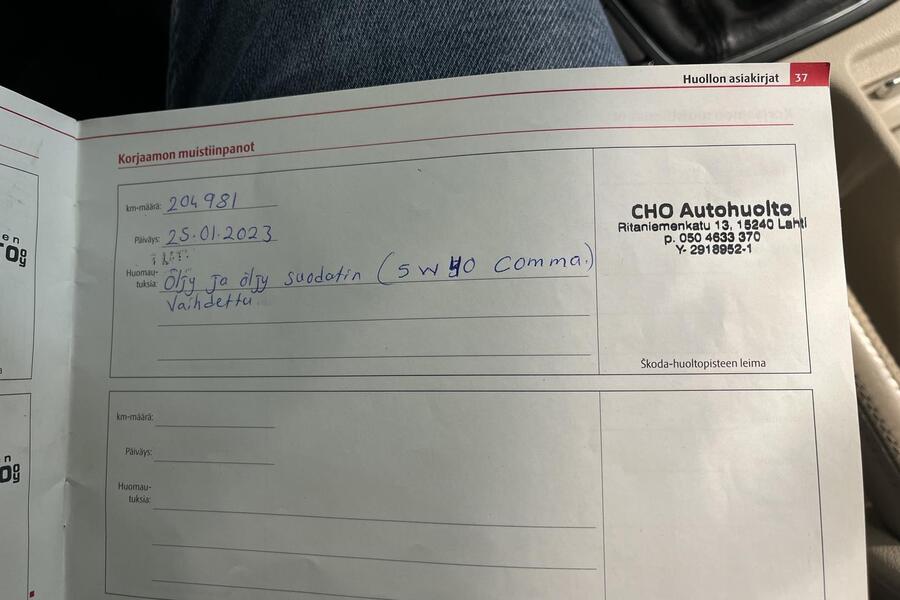 Huollon asiakirjat 37
Korjaamon muistiinpanot
km-määrä: 204981
Päiväys: 25.01.2023
Huomau-
tuksia: Öljy ja öljy suodatin (5W40 Comma.)
Vaihdettu.
CHO Autohuolto
Ritaniemenkatu 13, 15240 Lahti
p. 050 4633 370
Y- 2918952-1
Škoda-huoltopisteen leima
km-määrä:
Päiväys:
Huomau-
tuksia: